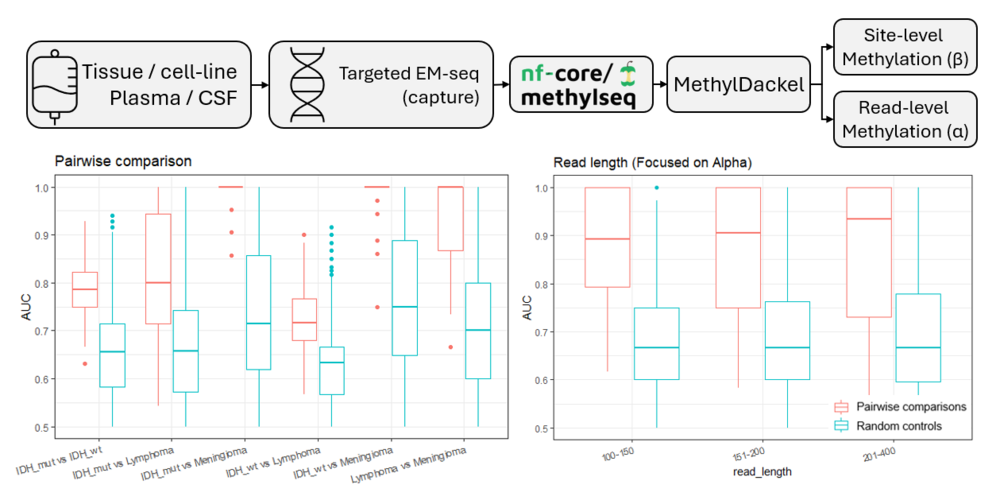 Tissue / cell-line
Plasma / CSF
Targeted EM-seq
(capture)
nf-core/
methylseq
MethylDackel
Site-level
Methylation (β)
Read-level
Methylation (α)
Pairwise comparison
AUC
1.0
0.9
0.8
0.7
0.6
0.5
IDH_mut vs IDH_wt
IDH_mut vs Lymphoma
IDH_mut vs Meningioma
IDH_wt vs Lymphoma
IDH_wt vs Meningioma
Lymphoma vs Meningioma
Read length (Focused on Alpha)
AUC
1.0
0.9
0.8
0.7
0.6
0.5
Pairwise comparisons
Random controls
100-150
151-200
201-400
read_length